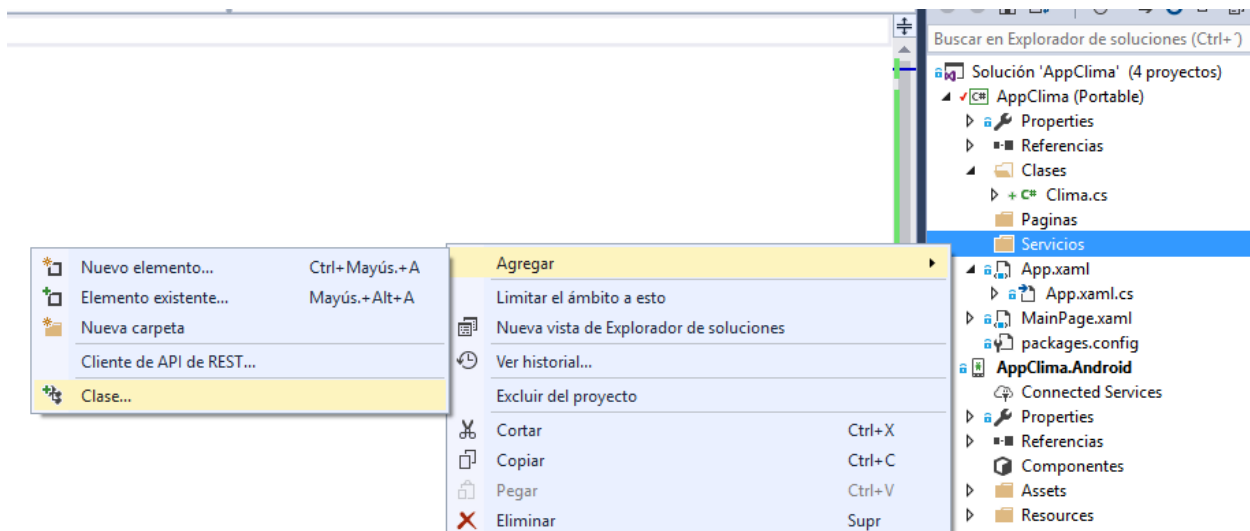 Buscar en Explorador de soluciones (Ctrl+´)
Solución 'AppClima' (4 proyectos)
C# AppClima (Portable)
Properties
Referencias
Clases
C# Clima.cs
Paginas
Servicios
App.xaml
App.xaml.cs
MainPage.xaml
packages.config
AppClima.Android
Connected Services
Properties
Referencias
Componentes
Assets
Resources
Agregar
Limitar el ámbito a esto
Nueva vista de Explorador de soluciones
Ver historial...
Excluir del proyecto
Cortar Ctrl+X
Copiar Ctrl+C
Pegar Ctrl+V
Eliminar Supr
Nuevo elemento... Ctrl+Mayús.+A
Elemento existente... Mayús.+Alt+A
Nueva carpeta
Cliente de API de REST...
Clase...